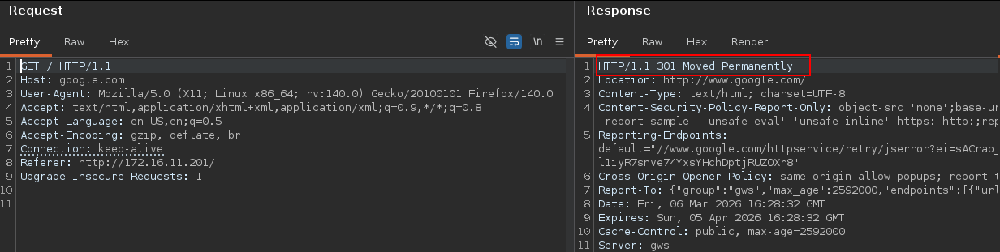 Request
Pretty Raw Hex \n
1 GET / HTTP/1.1
2 Host: google.com
3 User-Agent: Mozilla/5.0 (X11; Linux x86_64; rv:140.0) Gecko/20100101 Firefox/140.0
4 Accept: text/html,application/xhtml+xml,application/xml;q=0.9,*/*;q=0.8
5 Accept-Language: en-US,en;q=0.5
6 Accept-Encoding: gzip, deflate, br
7 Connection: keep-alive
8 Referer: http://172.16.11.201/
9 Upgrade-Insecure-Requests: 1
10
11
Response
Pretty Raw Hex Render
1 HTTP/1.1 301 Moved Permanently
2 Location: http://www.google.com/
3 Content-Type: text/html; charset=UTF-8
4 Content-Security-Policy-Report-Only: object-src 'none';base-ur
'report-sample' 'unsafe-eval' 'unsafe-inline' https: http:;rep
5 Reporting-Endpoints:
default="//www.google.com/httpservice/retry/jserror?ei=sACrab_
l1iyR7snve74YxsYHchDptjRUZOXr8"
6 Cross-Origin-Opener-Policy: same-origin-allow-popups; report-t
7 Report-To: {"group":"gws","max_age":2592000,"endpoints":[{"url
8 Date: Fri, 06 Mar 2026 16:28:32 GMT
9 Expires: Sun, 05 Apr 2026 16:28:32 GMT
10 Cache-Control: public, max-age=2592000
11 Server: gws